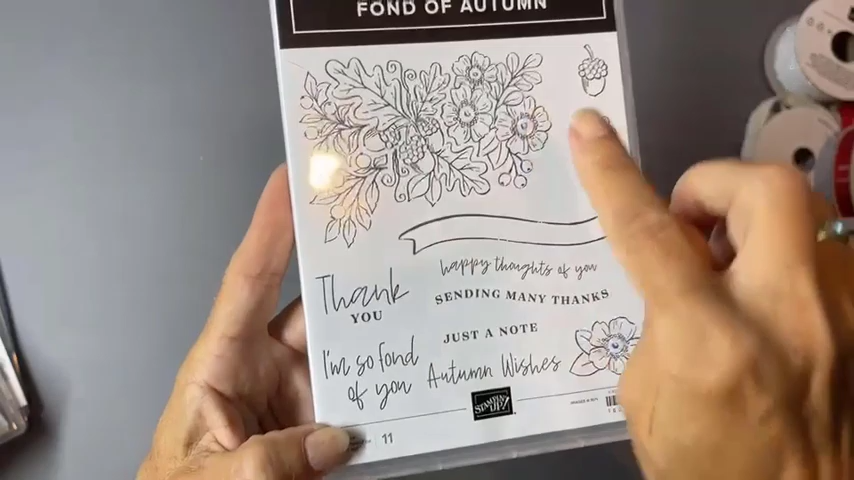 FOND OF AUTUMN
Thank
YOU
happy thoughts of you
SENDING MANY THANKS
JUST A NOTE
I'm so fond
of you
Autumn Wishes
STAMPIN' UP!
11